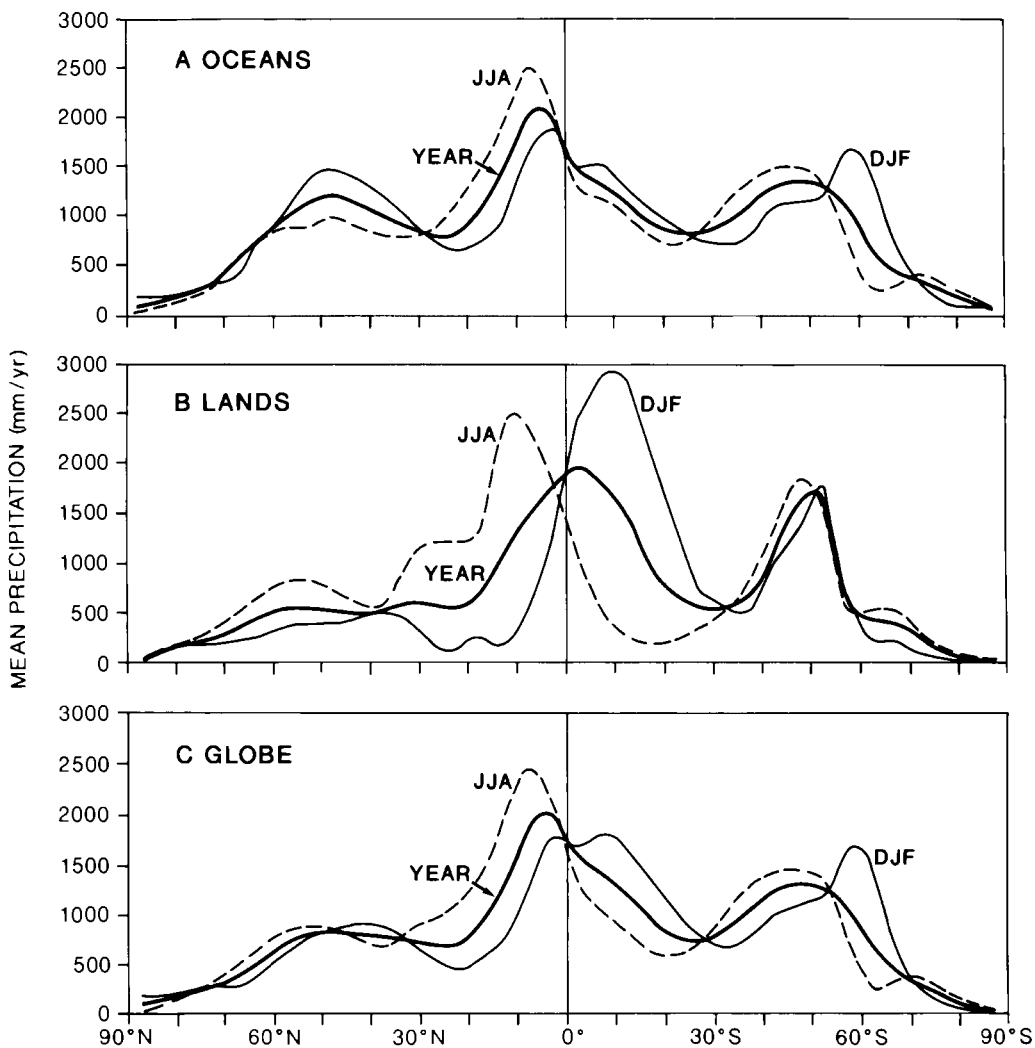 MEAN PRECIPITATION (mm/yr)
3000
2500
2000
1500
1000
500
0
A OCEANS
JJA
YEAR
DJF
3000
2500
2000
1500
1000
500
0
B LANDS
JJA
DJF
YEAR
3000
2500
2000
1500
1000
500
0
C GLOBE
JJA
YEAR
DJF
90°N 60°N 30°N 0° 30°S 60°S 90°S